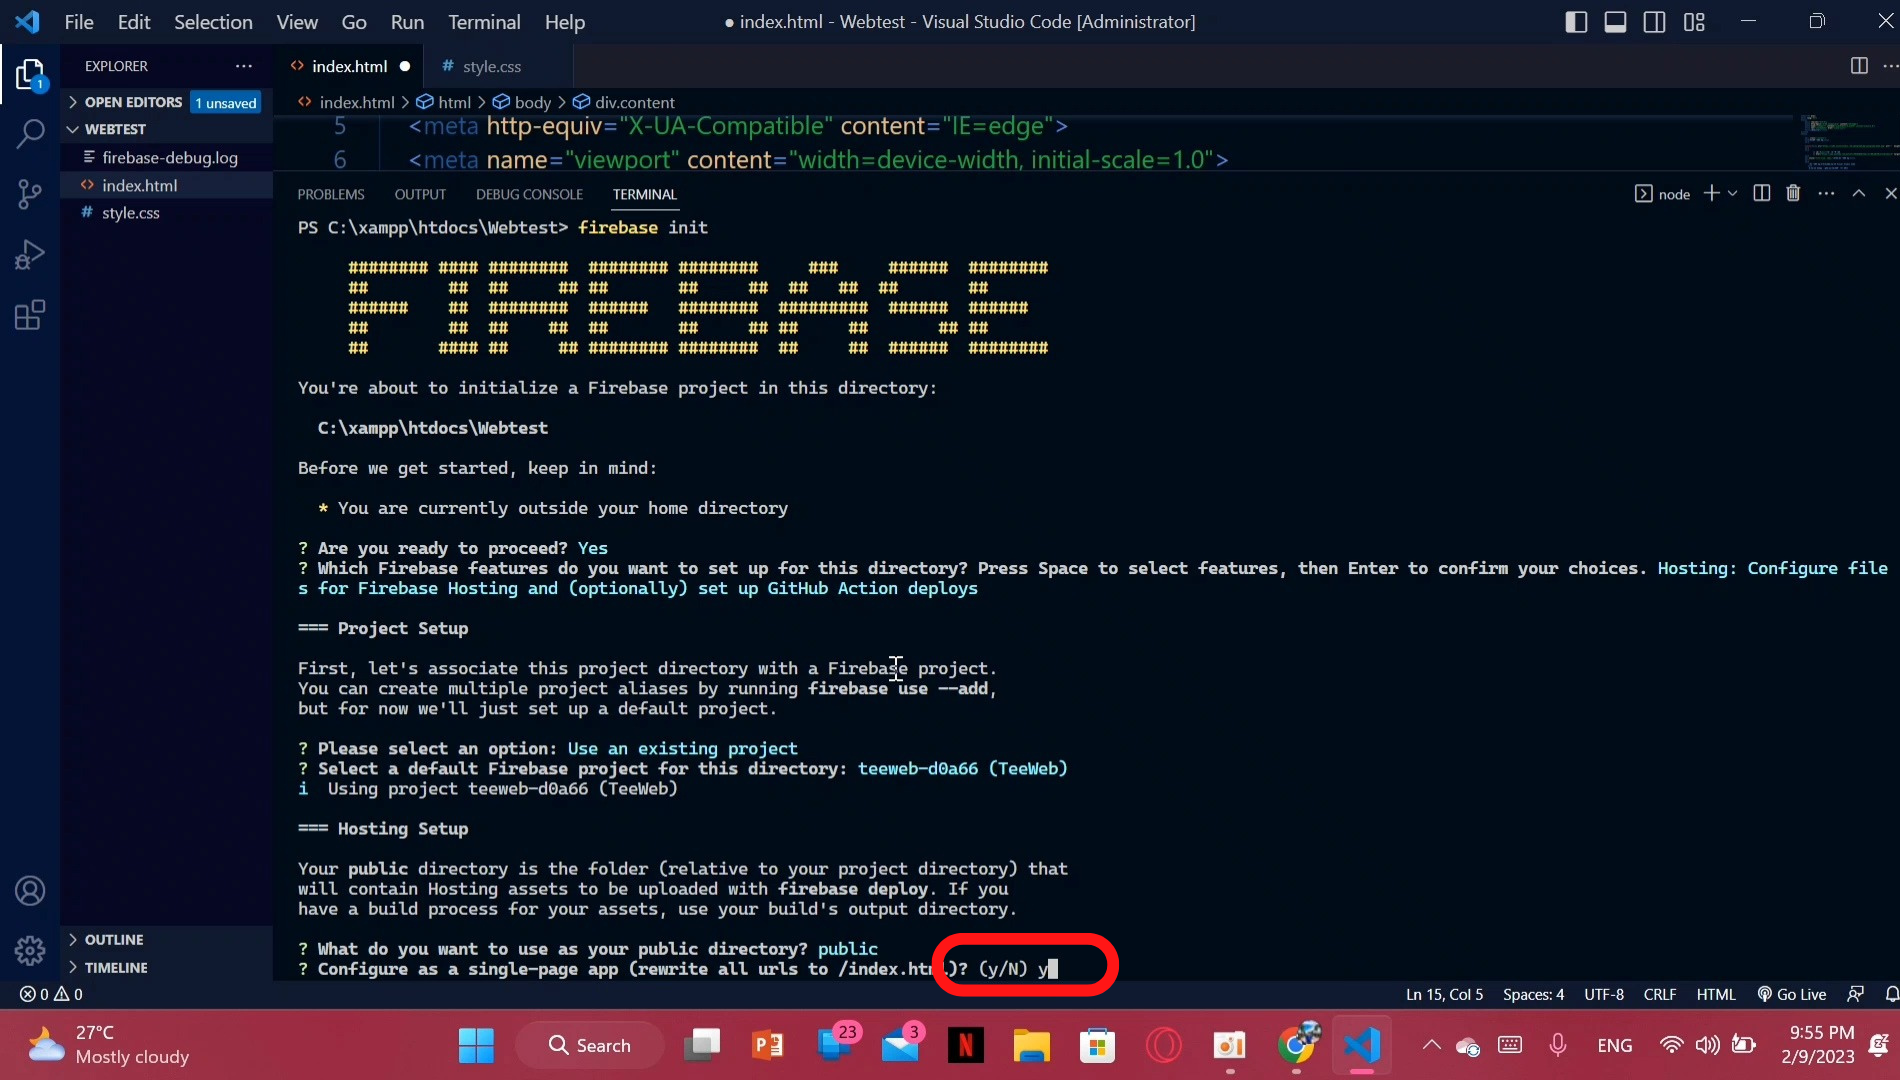 File Edit Selection View Go Run Terminal Help
● index.html - Webtest - Visual Studio Code [Administrator]
EXPLORER
index.html
# style.css
OPEN EDITORS 1 unsaved
index.html > html > body > div.content
WEBTEST
firebase-debug.log
index.html
# style.css
5 <meta http-equiv="X-UA-Compatible" content="IE=edge">
6 <meta name="viewport" content="width=device-width, initial-scale=1.0">
PROBLEMS OUTPUT DEBUG CONSOLE TERMINAL
node
PS C:\xampp\htdocs\Webtest> firebase init
FIREBASE
You're about to initialize a Firebase project in this directory:
C:\xampp\htdocs\Webtest
Before we get started, keep in mind:
* You are currently outside your home directory
? Are you ready to proceed? Yes
? Which Firebase features do you want to set up for this directory? Press Space to select features, then Enter to confirm your choices. Hosting: Configure file
s for Firebase Hosting and (optionally) set up GitHub Action deploys
=== Project Setup
First, let's associate this project directory with a Firebase project.
You can create multiple project aliases by running firebase use --add,
but for now we'll just set up a default project.
? Please select an option: Use an existing project
? Select a default Firebase project for this directory: teeweb-d0a66 (TeeWeb)
i Using project teeweb-d0a66 (TeeWeb)
=== Hosting Setup
Your public directory is the folder (relative to your project directory) that
will contain Hosting assets to be uploaded with firebase deploy. If you
have a build process for your assets, use your build's output directory.
? What do you want to use as your public directory? public
? Configure as a single-page app (rewrite all urls to /index.html)? (y/N) y
OUTLINE
TIMELINE
1
0 0
Ln 15, Col 5 Spaces: 4 UTF-8 CRLF HTML Go Live
27°C
Mostly cloudy
Search
23
3
N
ENG
9:55 PM
2/9/2023